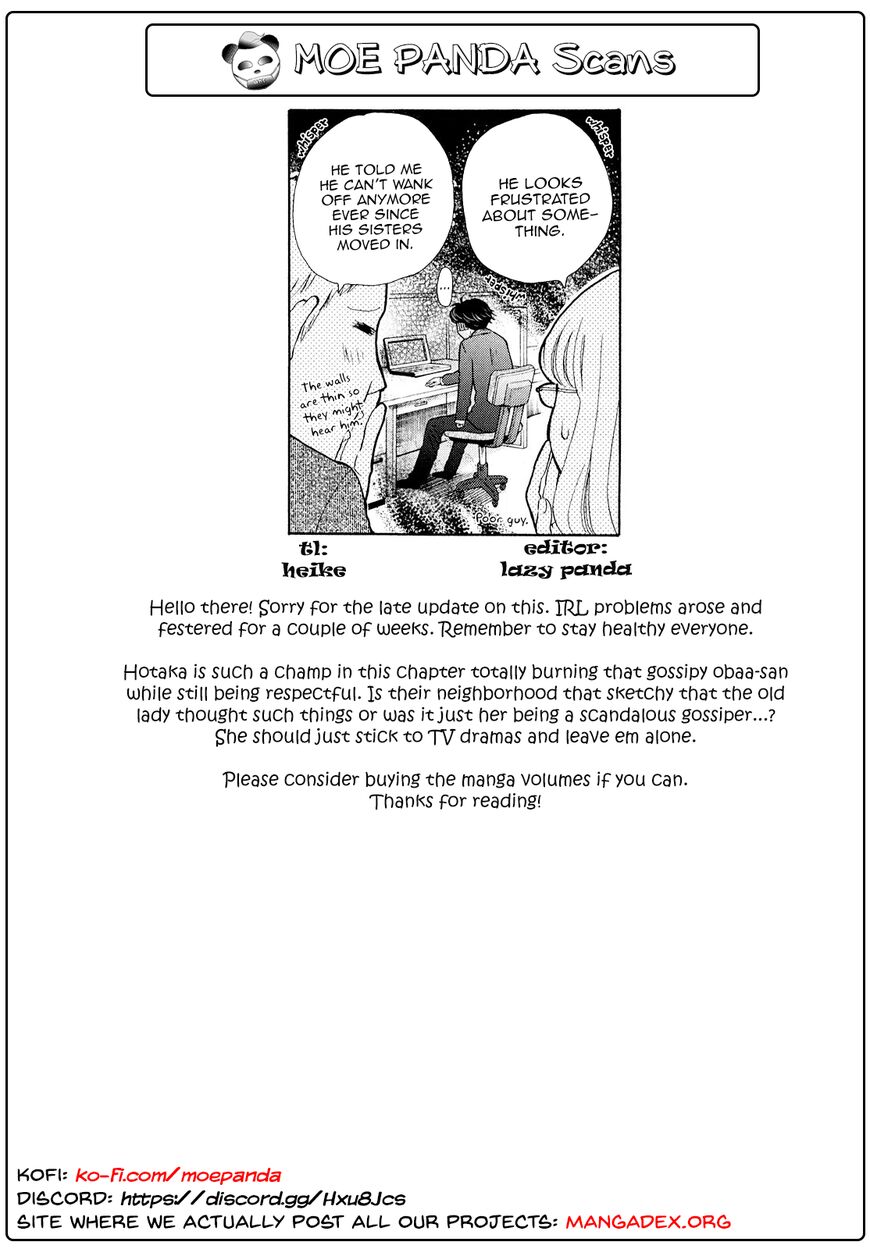 MOE PANDA Scans
whisper
HE LOOKS
FRUSTRATED
ABOUT SOME-
THING.
whisper
HE TOLD ME
HE CAN'T WANK
OFF ANYMORE
EVER SINCE
HIS SISTERS
MOVED IN.
whisper
...
The walls
are thin so
they might
hear him.
Poor guy.
tl:
heike
editor:
lazy panda
Hello there! Sorry for the late update on this. IRL problems arose and
festered for a couple of weeks. Remember to stay healthy everyone.
Hotaka is such a champ in this chapter totally burning that gossipy obaa-san
while still being respectful. Is their neighborhood that sketchy that the old
lady thought such things or was it just her being a scandalous gossiper...?
She should just stick to TV dramas and leave em alone.
Please consider buying the manga volumes if you can.
Thanks for reading!
KOFI: ko-fi.com/moepanda
DISCORD: https://discord.gg/Hxu8Jcs
SITE WHERE WE ACTUALLY POST ALL OUR PROJECTS: MANGADEX.ORG